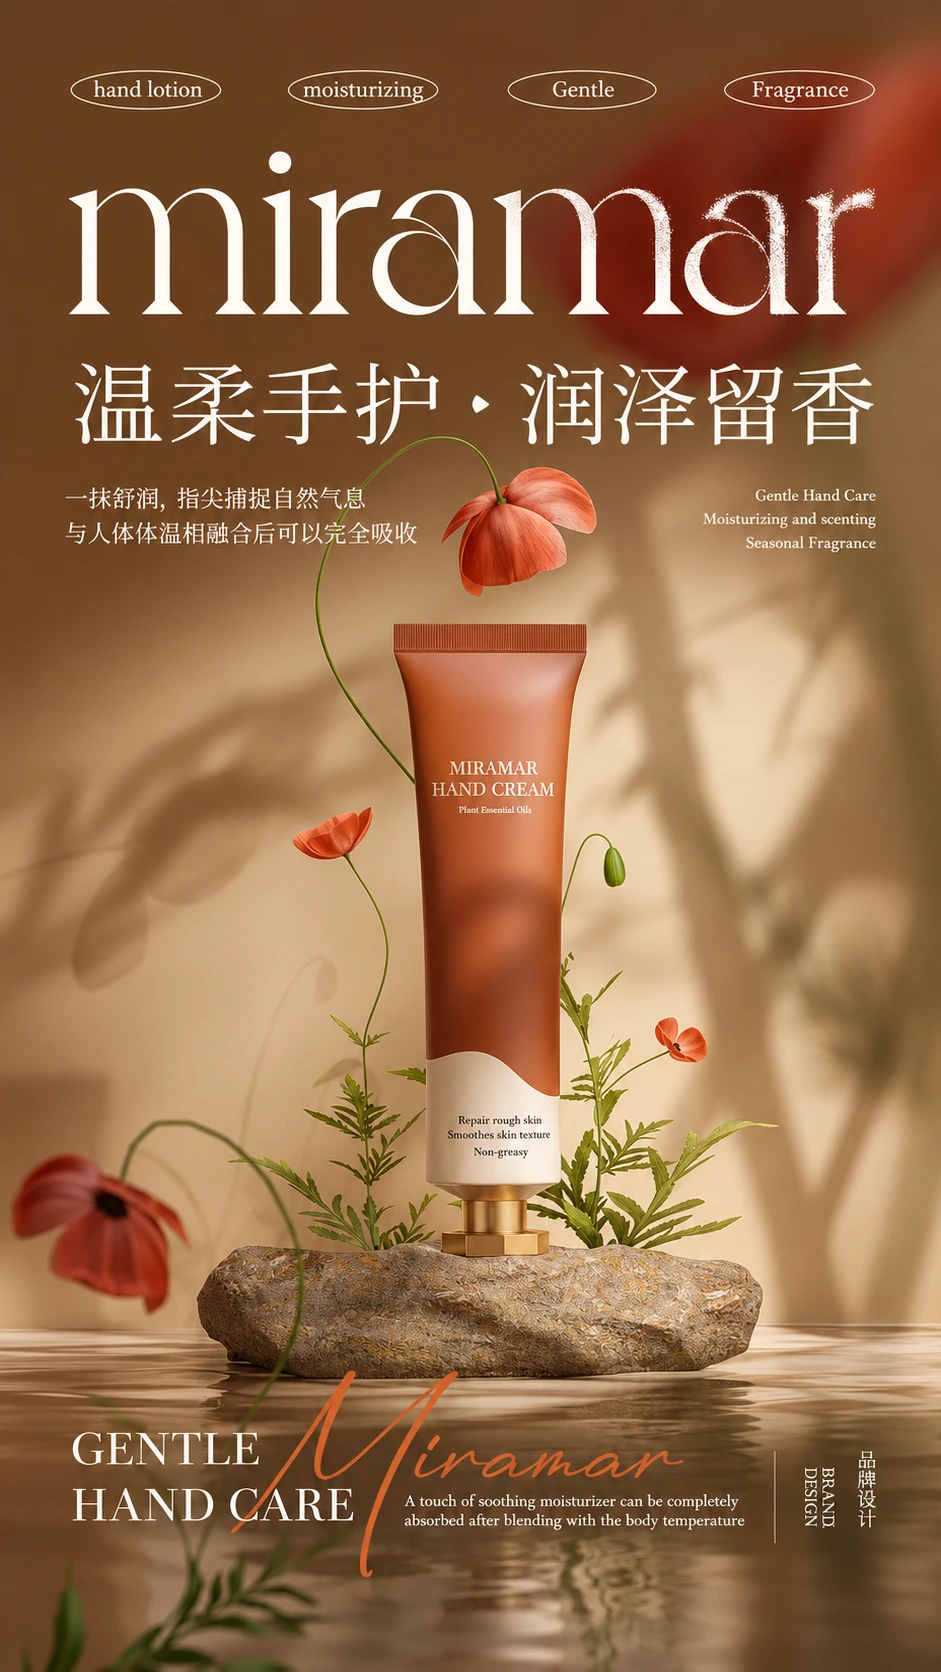 hand lotion
moisturizing
Gentle
Fragrance
miramar
温柔手护·润泽留香
一抹舒润, 指尖捕捉自然气息
与人体体温相融合后可以完全吸收
Gentle Hand Care
Moisturizing and scenting
Seasonal Fragrance
MIRAMAR
HAND CREAM
Plant Essential Oils
Repair rough skin
Smoothes skin texture
Non-greasy
GENTLE
HAND CARE
Miramar
A touch of soothing moisturizer can be completely
absorbed after blending with the body temperature
BRAND
DESIGN
品牌设计